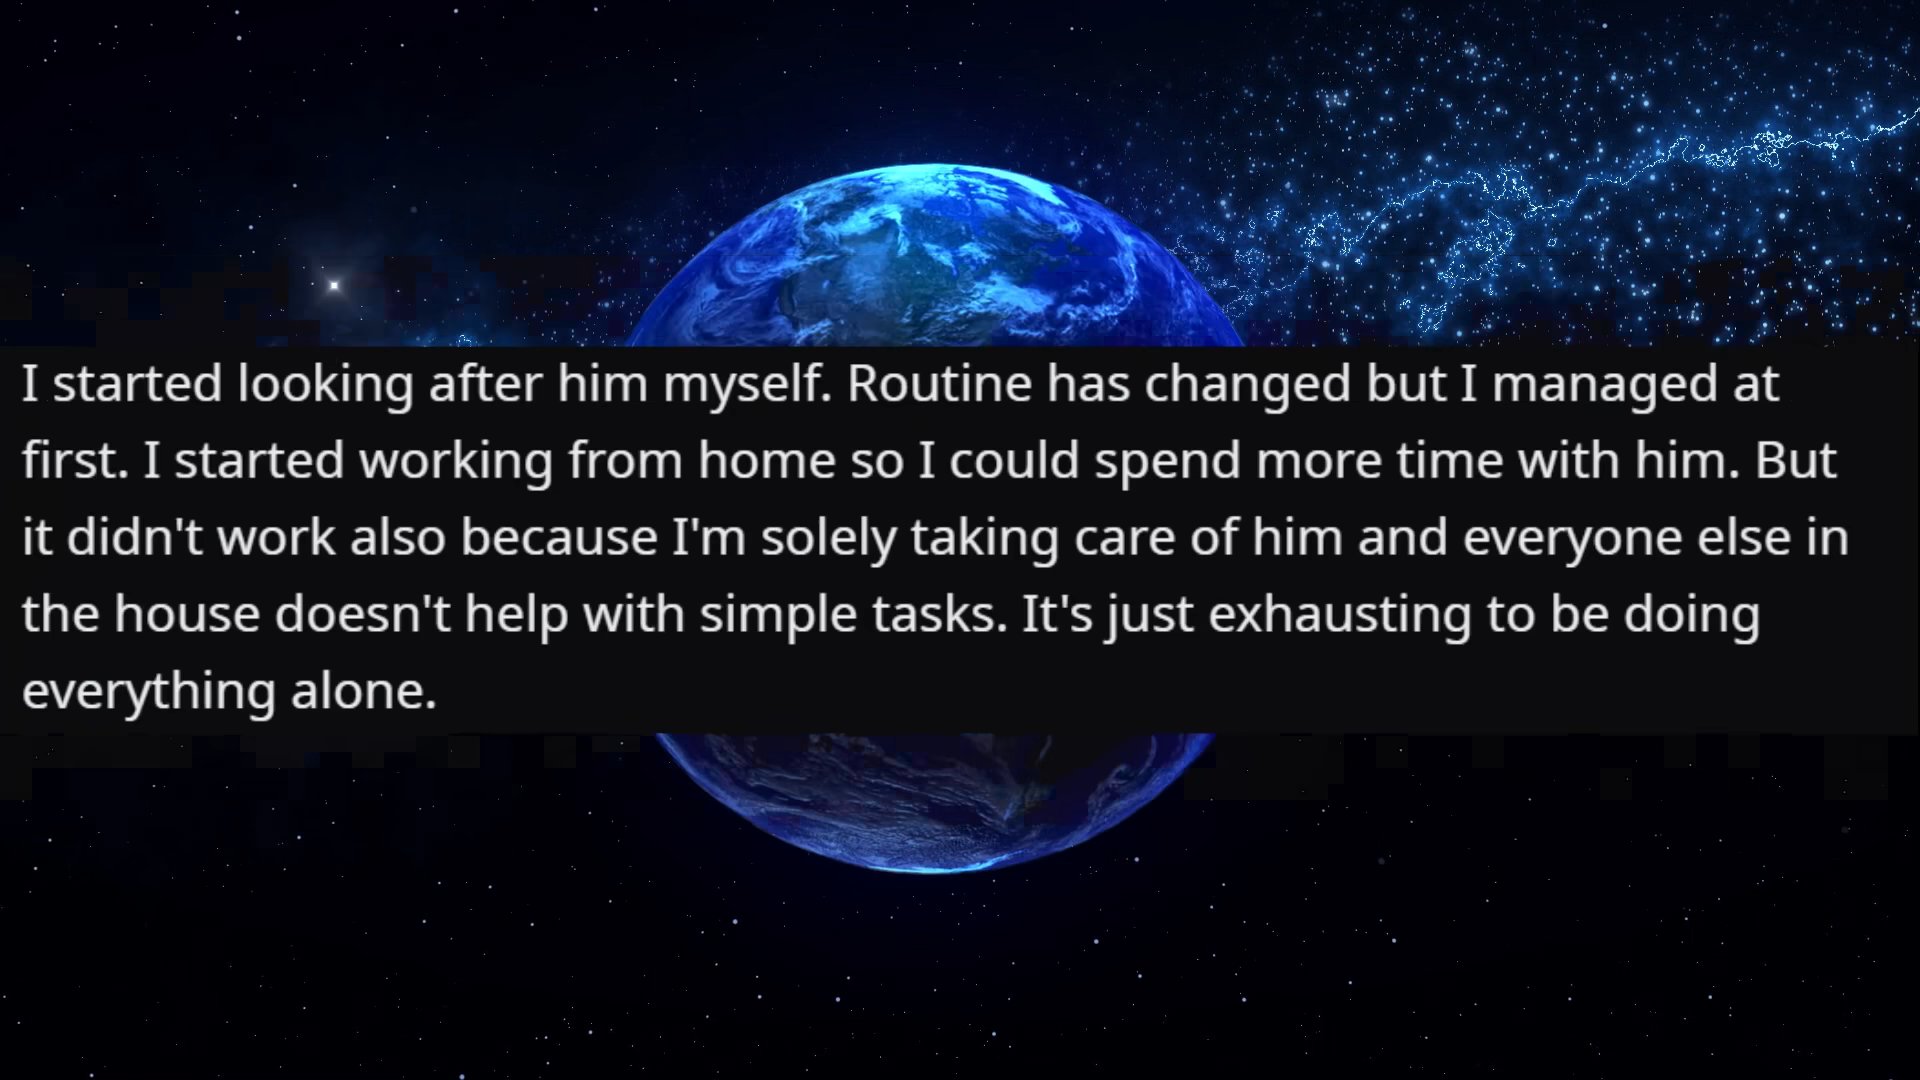 I started looking after him myself. Routine has changed but I managed at
first. I started working from home so I could spend more time with him. But
it didn't work also because I'm solely taking care of him and everyone else in
the house doesn't help with simple tasks. It's just exhausting to be doing
everything alone.